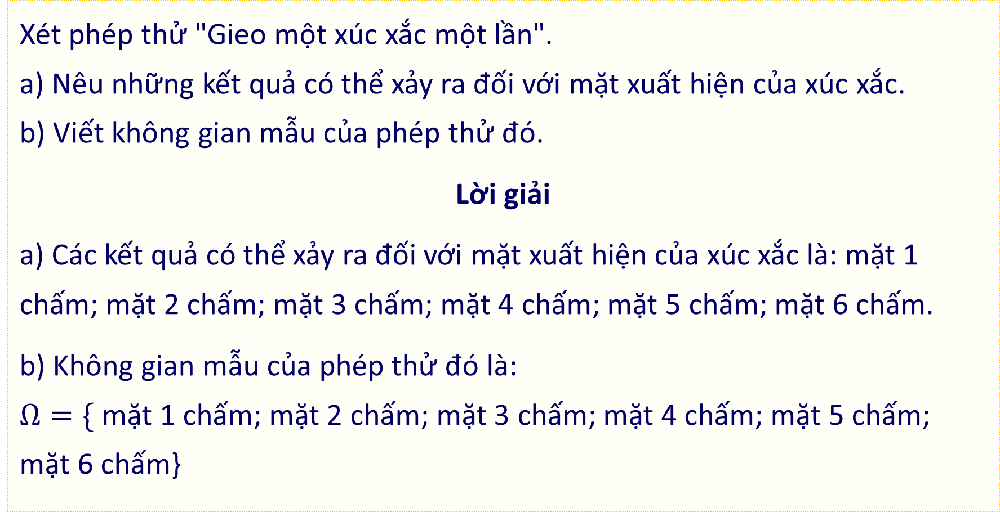 Xét phép thử "Gieo một xúc xắc một lần".
a) Nêu những kết quả có thể xảy ra đối với mặt xuất hiện của xúc xắc.
b) Viết không gian mẫu của phép thử đó.
Lời giải
a) Các kết quả có thể xảy ra đối với mặt xuất hiện của xúc xắc là: mặt 1
chấm; mặt 2 chấm; mặt 3 chấm; mặt 4 chấm; mặt 5 chấm; mặt 6 chấm.
b) Không gian mẫu của phép thử đó là:
Ω = { mặt 1 chấm; mặt 2 chấm; mặt 3 chấm; mặt 4 chấm; mặt 5 chấm;
mặt 6 chấm}